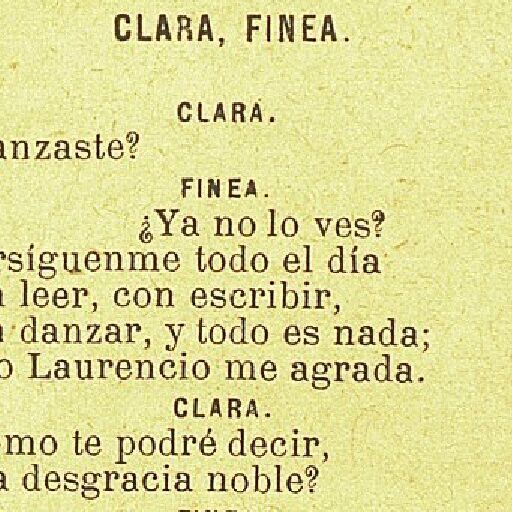 CLARA, FINEA.
CLARA.
anzaste?
FINEA.
¿Ya no lo ves?
rsíguenme todo el día
leer, con escribir,
danzar, y todo es nada;
o Laurencio me agrada.
CLARA.
omo te podré decir,
a desgracia noble?